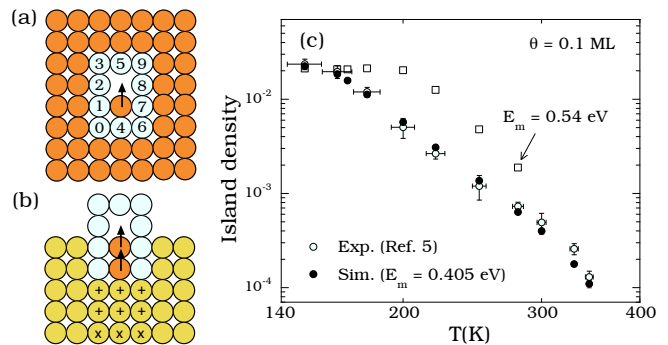 (a)
3 5 9
2 8
1 7
0 4 6
(b)
+ + +
+ + +
x x x
(c)
θ = 0.1 ML
E_m = 0.54 eV
Exp. (Ref. 5)
Sim. (E_m = 0.405 eV)
Island density
10^-2
10^-3
10^-4
140 200 300 400
T(K)